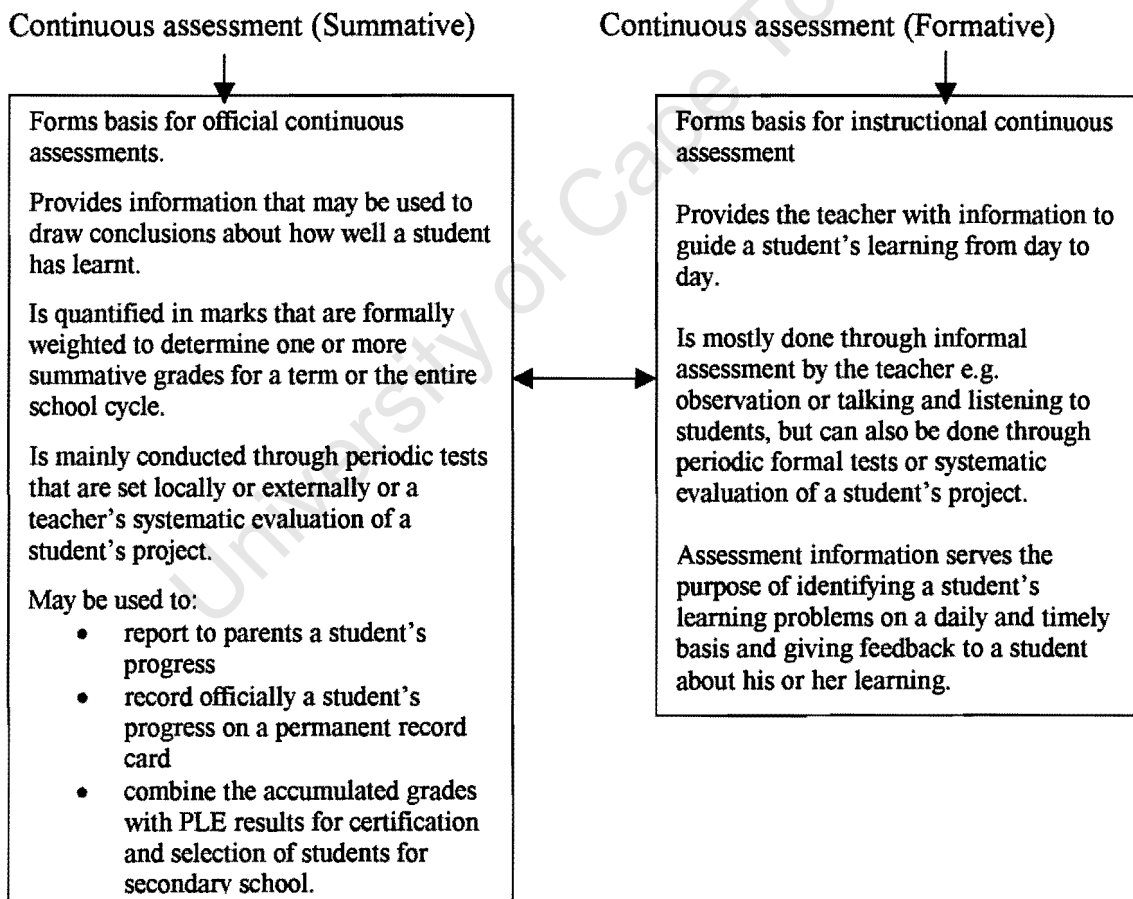 Continuous assessment (Summative)
Forms basis for official continuous
assessments.
Provides information that may be used to
draw conclusions about how well a student
has learnt.
Is quantified in marks that are formally
weighted to determine one or more
summative grades for a term or the entire
school cycle.
Is mainly conducted through periodic tests
that are set locally or externally or a
teacher's systematic evaluation of a
student's project.
May be used to:
• report to parents a student's
progress
• record officially a student's
progress on a permanent record
card
• combine the accumulated grades
with PLE results for certification
and selection of students for
secondary school.
Continuous assessment (Formative)
Forms basis for instructional continuous
assessment
Provides the teacher with information to
guide a student's learning from day to
day.
Is mostly done through informal
assessment by the teacher e.g.
observation or talking and listening to
students, but can also be done through
periodic formal tests or systematic
evaluation of a student's project.
Assessment information serves the
purpose of identifying a student's
learning problems on a daily and timely
basis and giving feedback to a student
about his or her learning.
University of Cape To